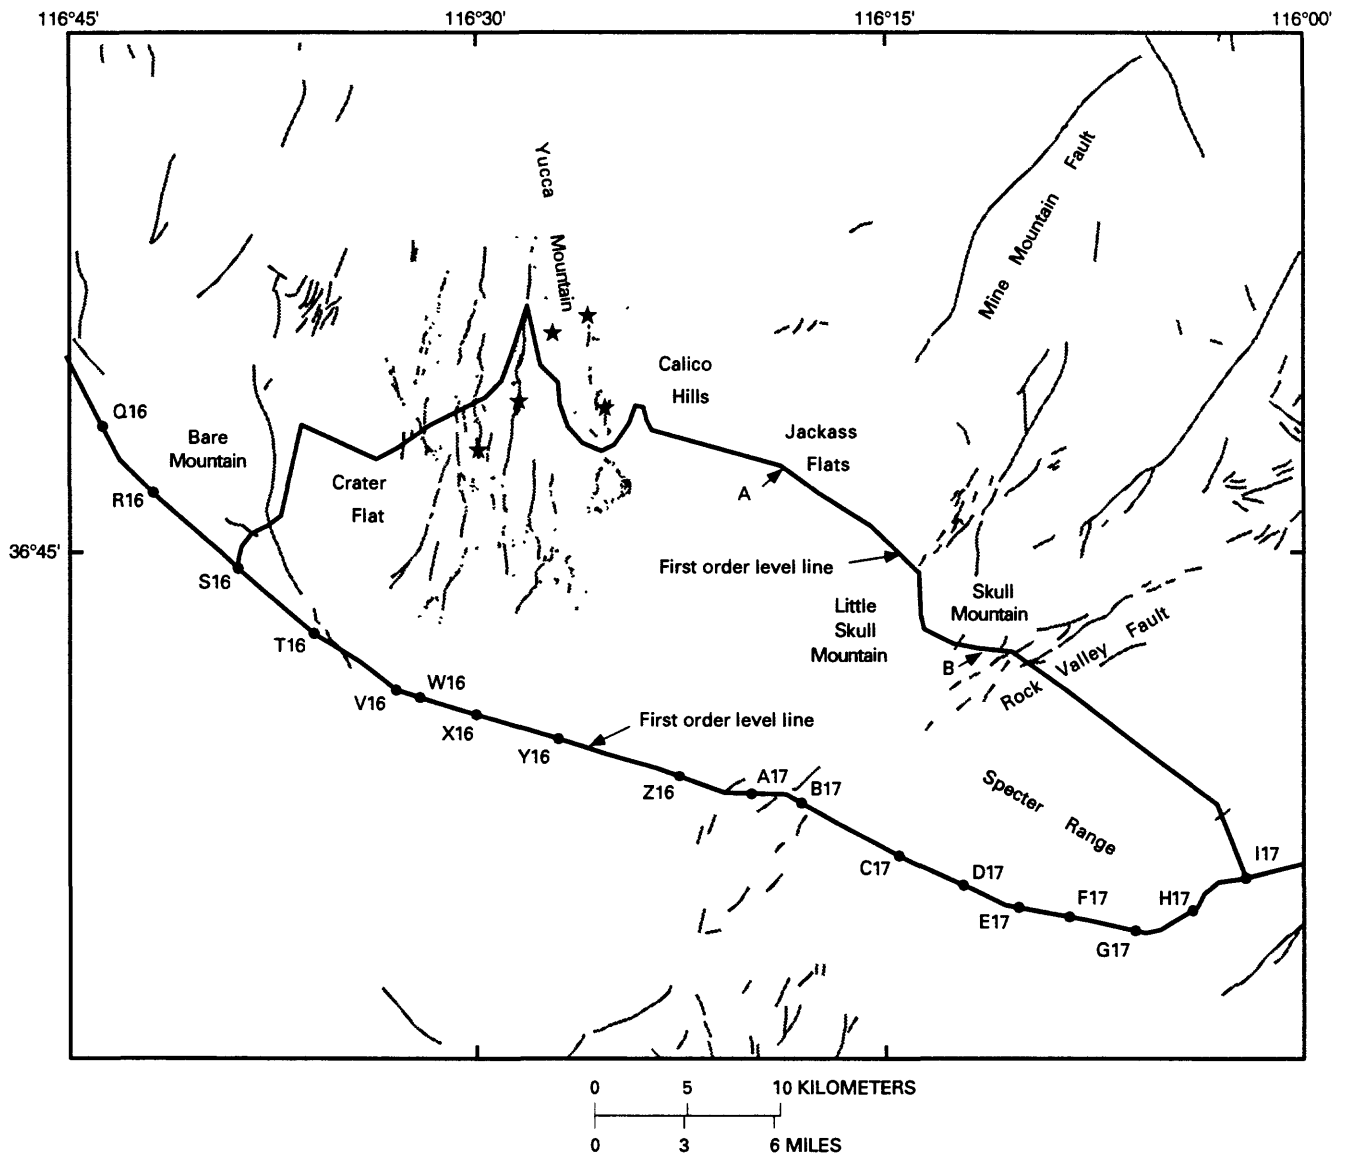 116°45'
116°30'
116°15'
116°00'
Yucca
Mountain
Mine Mountain Fault
Calico
Hills
Q16
Bare
Mountain
Jackass
Flats
Crater
Flat
R16
A
36°45'
First order level line
S16
Skull
Mountain
Little
Skull
Mountain
T16
B
Rock Valley Fault
W16
V16
X16
First order level line
Y16
Z16
A17
B17
Specter Range
C17
D17
I17
E17
F17
H17
G17
0 5 10 KILOMETERS
0 3 6 MILES